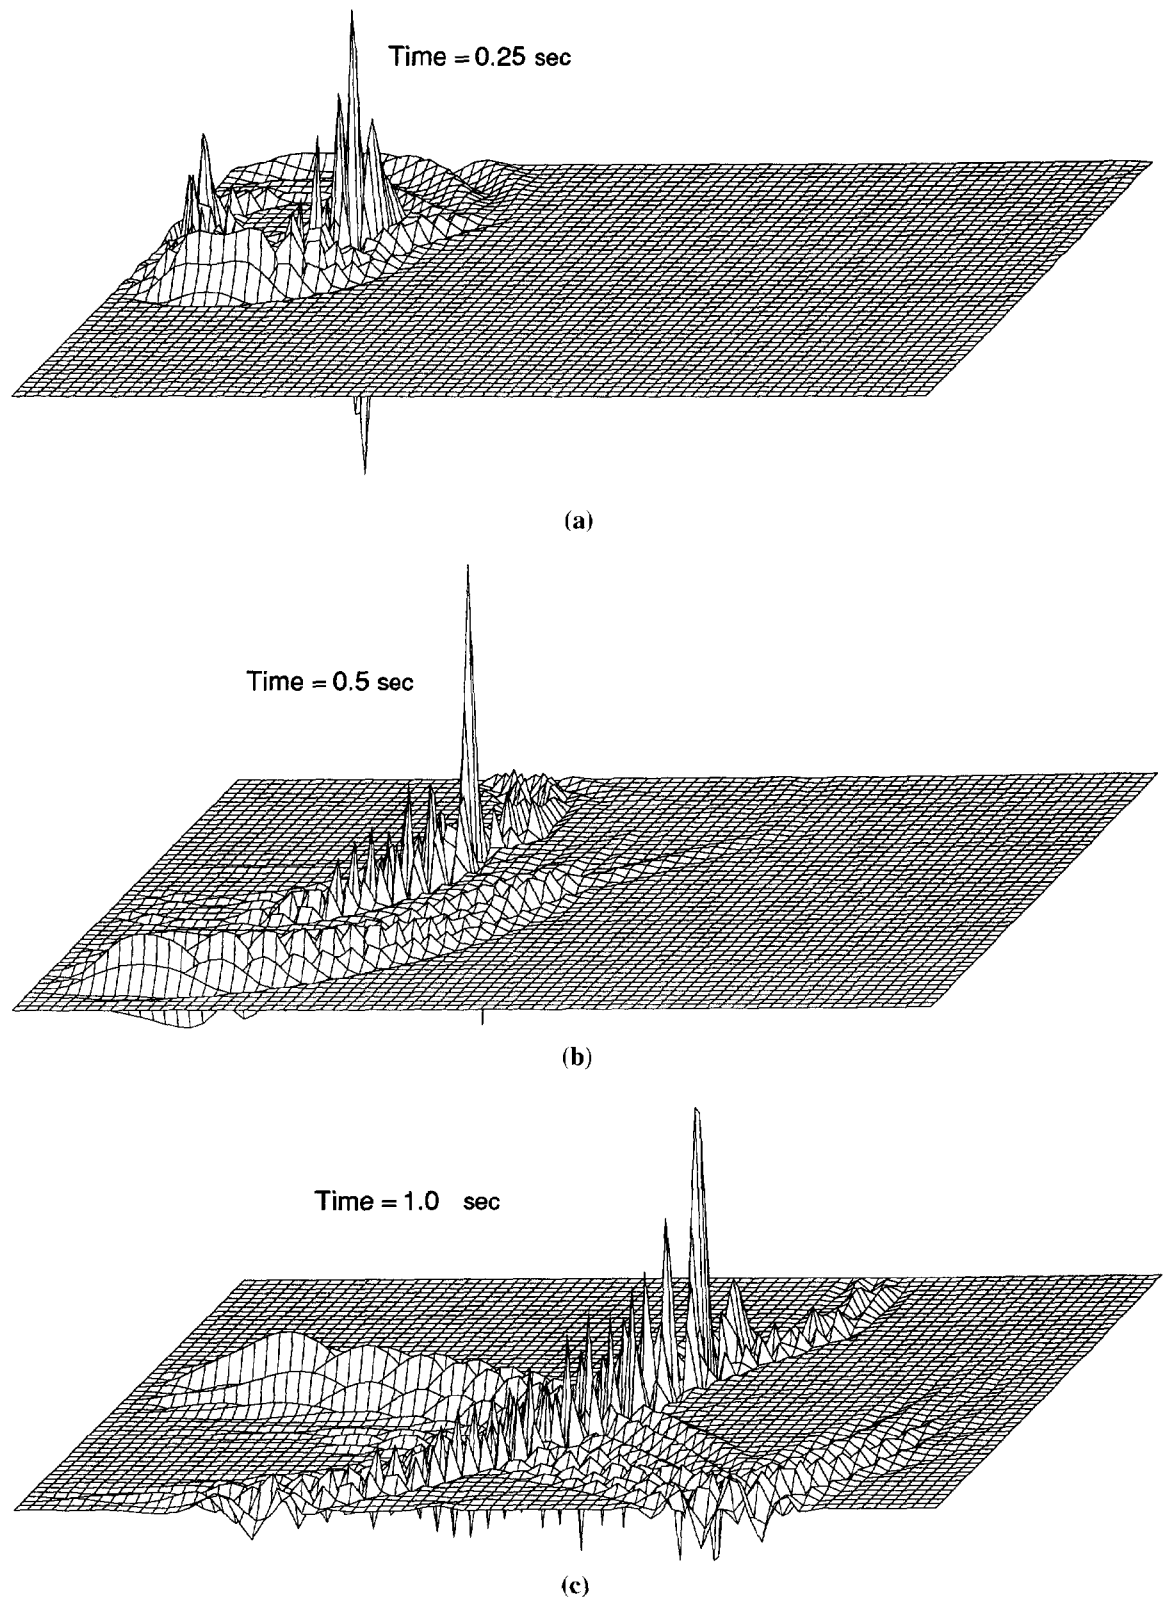 Time = 0.25 sec
(a)
Time = 0.5 sec
(b)
Time = 1.0 sec
(c)